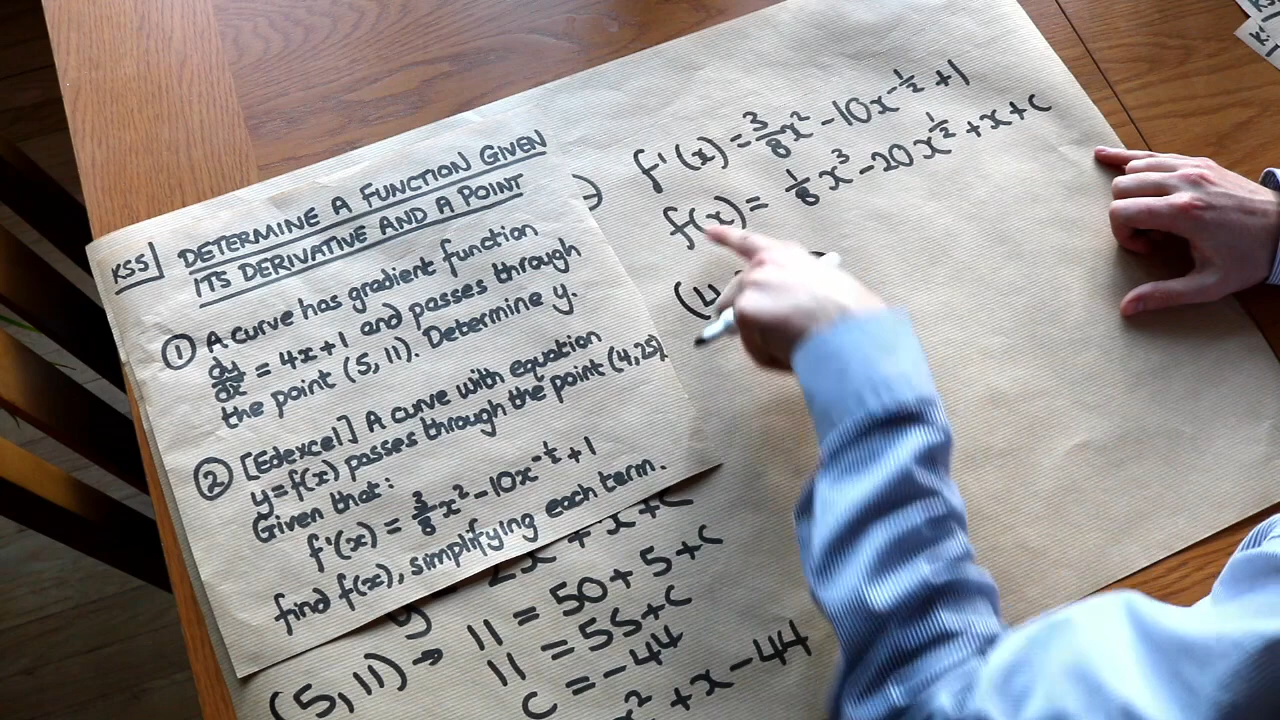 KS5
DETERMINE A FUNCTION GIVEN
ITS DERIVATIVE AND A POINT
① A curve has gradient function
dy/dx = 4x+1 and passes through
the point (5, 11). Determine y.
② [Edexcel] A curve with equation
y=f(x) passes through the point (4,25).
Given that:
f'(x) = 3/8 x² - 10x^(-1/2) + 1
find f(x), simplifying each term.
f'(x) = 3/8 x² - 10x^(-1/2) + 1
f(x) = 1/8 x³ - 20x^(1/2) + x + c
(4,
+ x + c
(5, 11) → 11 = 50 + 5 + c
11 = 55 + c
c = -44
x² + x - 44